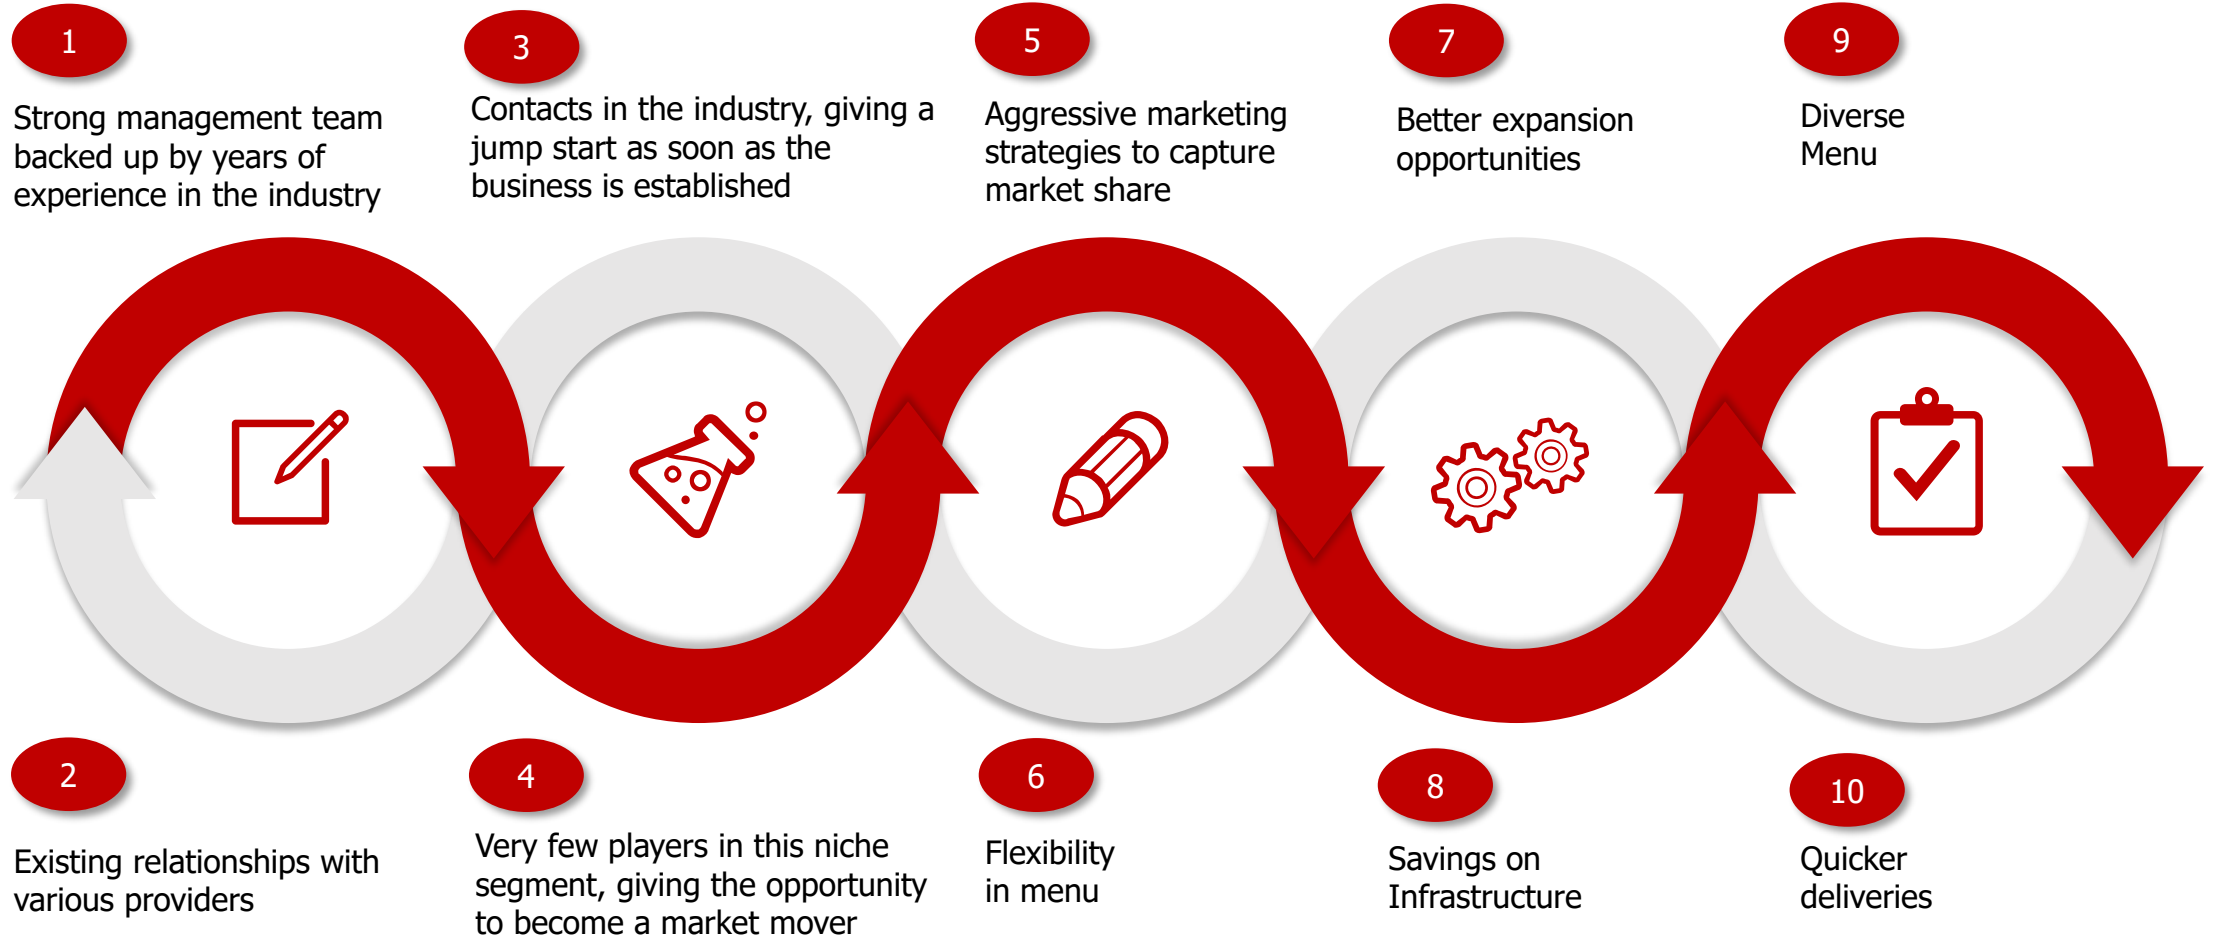 1
Strong management team
backed up by years of
experience in the industry
2
Existing relationships with
various providers
3
Contacts in the industry, giving a
jump start as soon as the
business is established
4
Very few players in this niche
segment, giving the opportunity
to become a market mover
5
Aggressive marketing
strategies to capture
market share
6
Flexibility
in menu
7
Better expansion
opportunities
8
Savings on
Infrastructure
9
Diverse
Menu
10
Quicker
deliveries